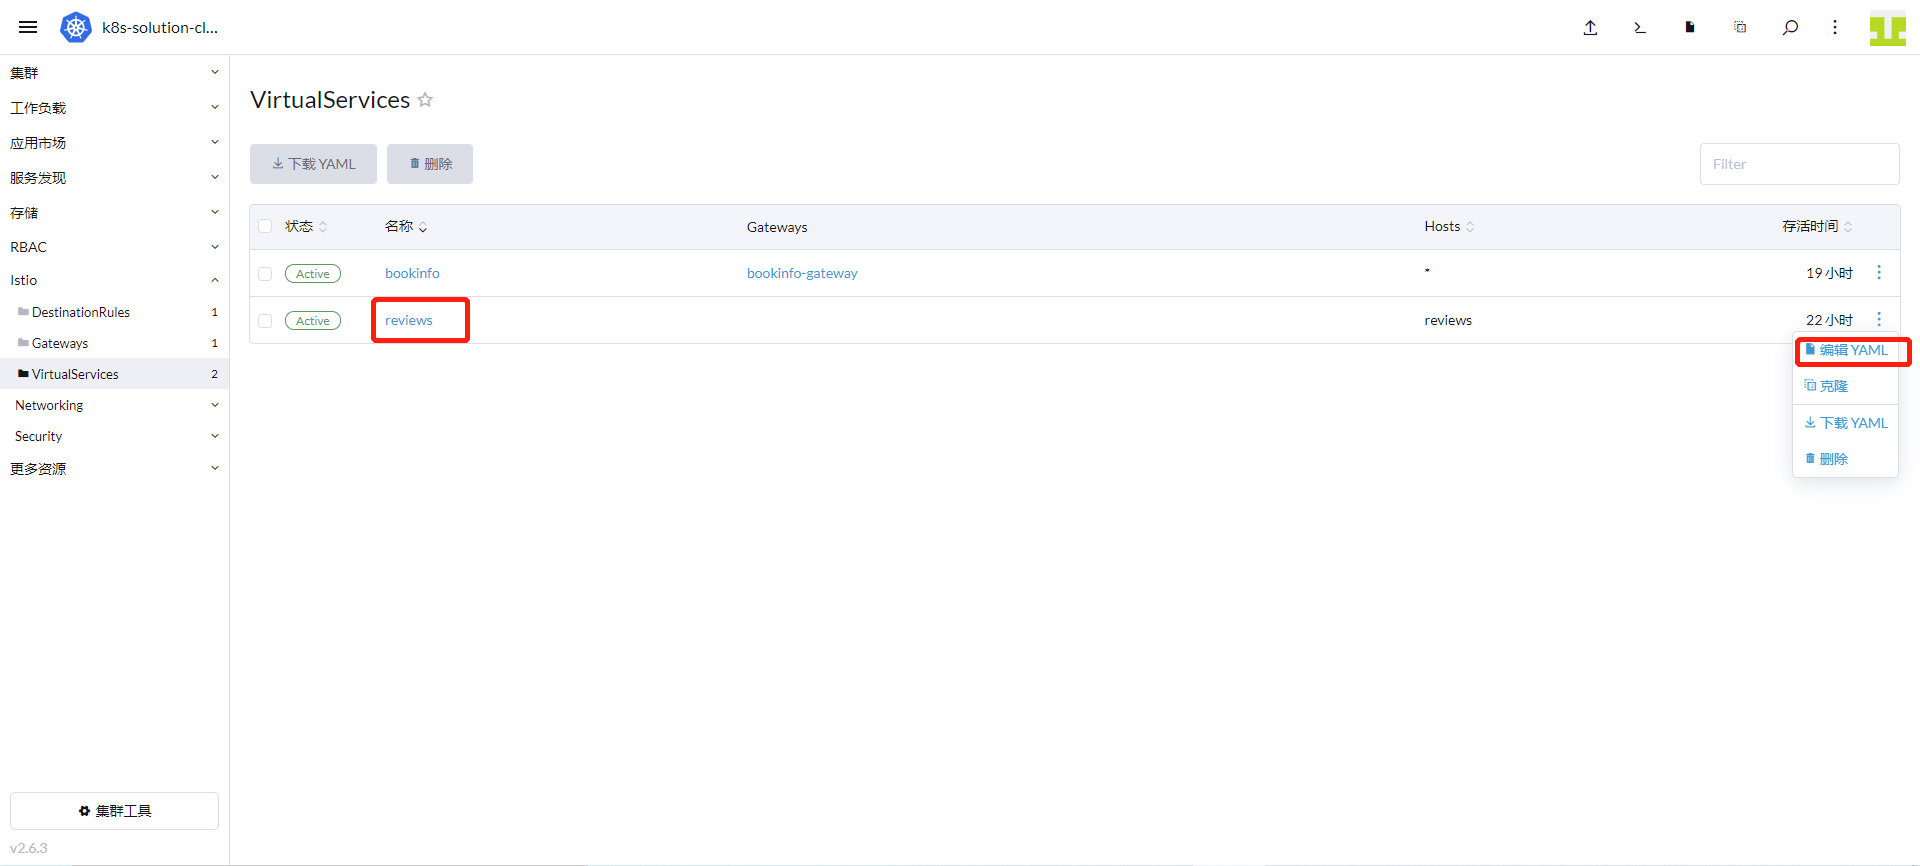 k8s-solution-cl...
集群
工作负载
应用市场
服务发现
存储
RBAC
Istio
DestinationRules 1
Gateways 1
VirtualServices 2
Networking
Security
更多资源
集群工具
v2.6.3
VirtualServices
下载 YAML 删除 Filter
状态 名称 Gateways Hosts 存活时间
Active bookinfo bookinfo-gateway * 19 小时
Active reviews reviews 22 小时
编辑 YAML
克隆
下载 YAML
删除